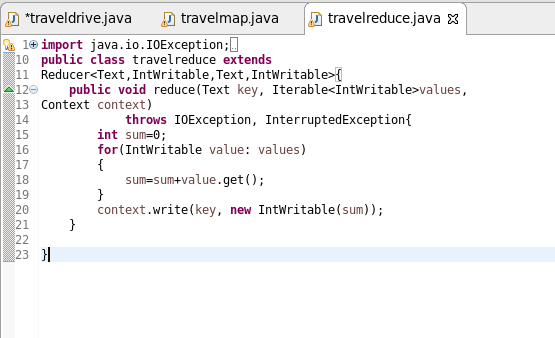 *traveldrive.java travelmap.java travelreduce.java
1 import java.io.IOException;
10 public class travelreduce extends
11 Reducer<Text,IntWritable,Text,IntWritable>{
12 public void reduce(Text key, Iterable<IntWritable>values,
13 Context context)
14 throws IOException, InterruptedException{
15 int sum=0;
16 for(IntWritable value: values)
17 {
18 sum=sum+value.get();
19 }
20 context.write(key, new IntWritable(sum));
21 }
22
23 }